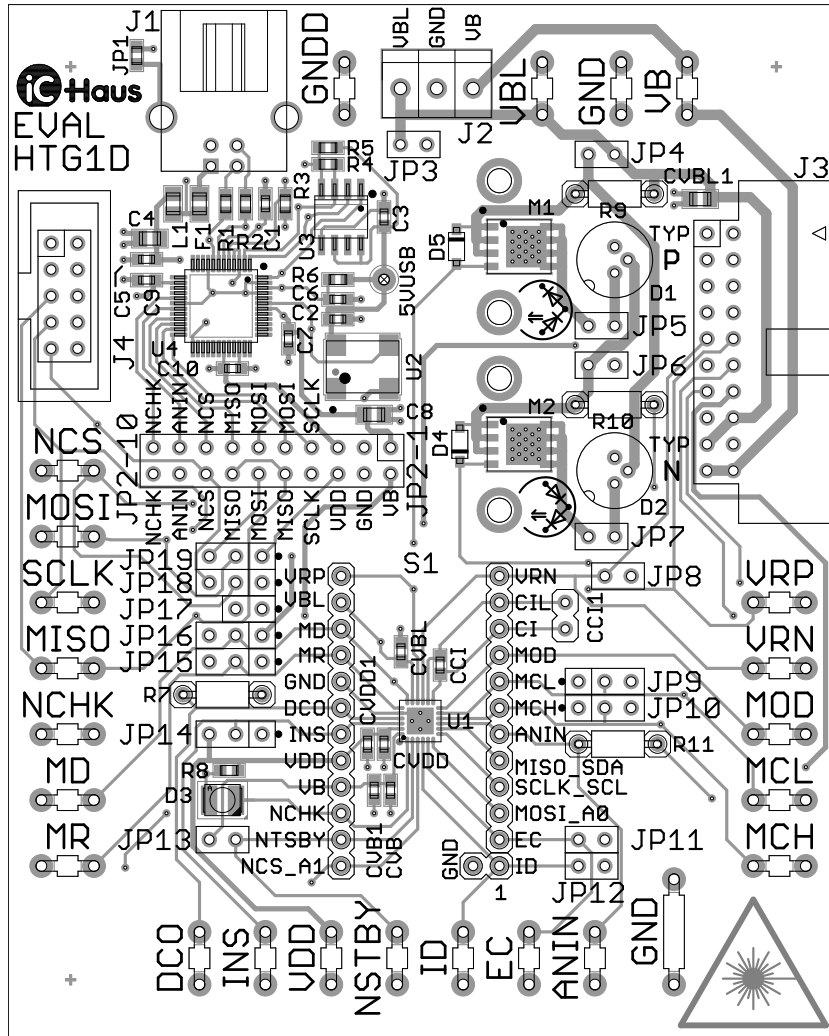 J1
JP1
iC Haus
EVAL
HTG1D
GNDD
VBL
GND
VB
J2
JP3
VBL
GND
VB
J3
JP4
CVBL1
R5
R4
R3
U3
C3
C4
L1
F1
R1
R2
C1
M1
R9
D5
TYP
P
D1
R6
C6
C2
5VUSB
C5
C9
J4
U4
C10
C7
U2
JP5
JP6
C8
M2
R10
D4
TYP
N
D2
JP7
NCHK
ANIN
NCS
MISO
MOSI
MOSI
SCLK
JP2-10
JP2-1
NCHK
ANIN
NCS
MISO
MOSI
MISO
SCLK
VDD
GND
VB
NCS
MOSI
SCLK
MISO
NCHK
MD
MR
JP19
JP18
JP17
JP16
JP15
R7
JP14
R8
D3
JP13
S1
VRP
VBL
MD
MR
GND
DCO
INS
VDD
VB
NCHK
NTSBY
NCS_A1
CVBL
CCI
CVDD1
U1
CVDD
CVB1
CVB
VRN
CIL
CI
MOD
MCL
MCH
ANIN
MISO_SDA
SCLK_SCL
MOSI_A0
EC
ID
GND
1
CCI1
JP8
JP9
JP10
R11
JP11
JP12
VRP
VRN
MOD
MCL
MCH
DCO
INS
VDD
NSTBY
ID
EC
ANIN
GND